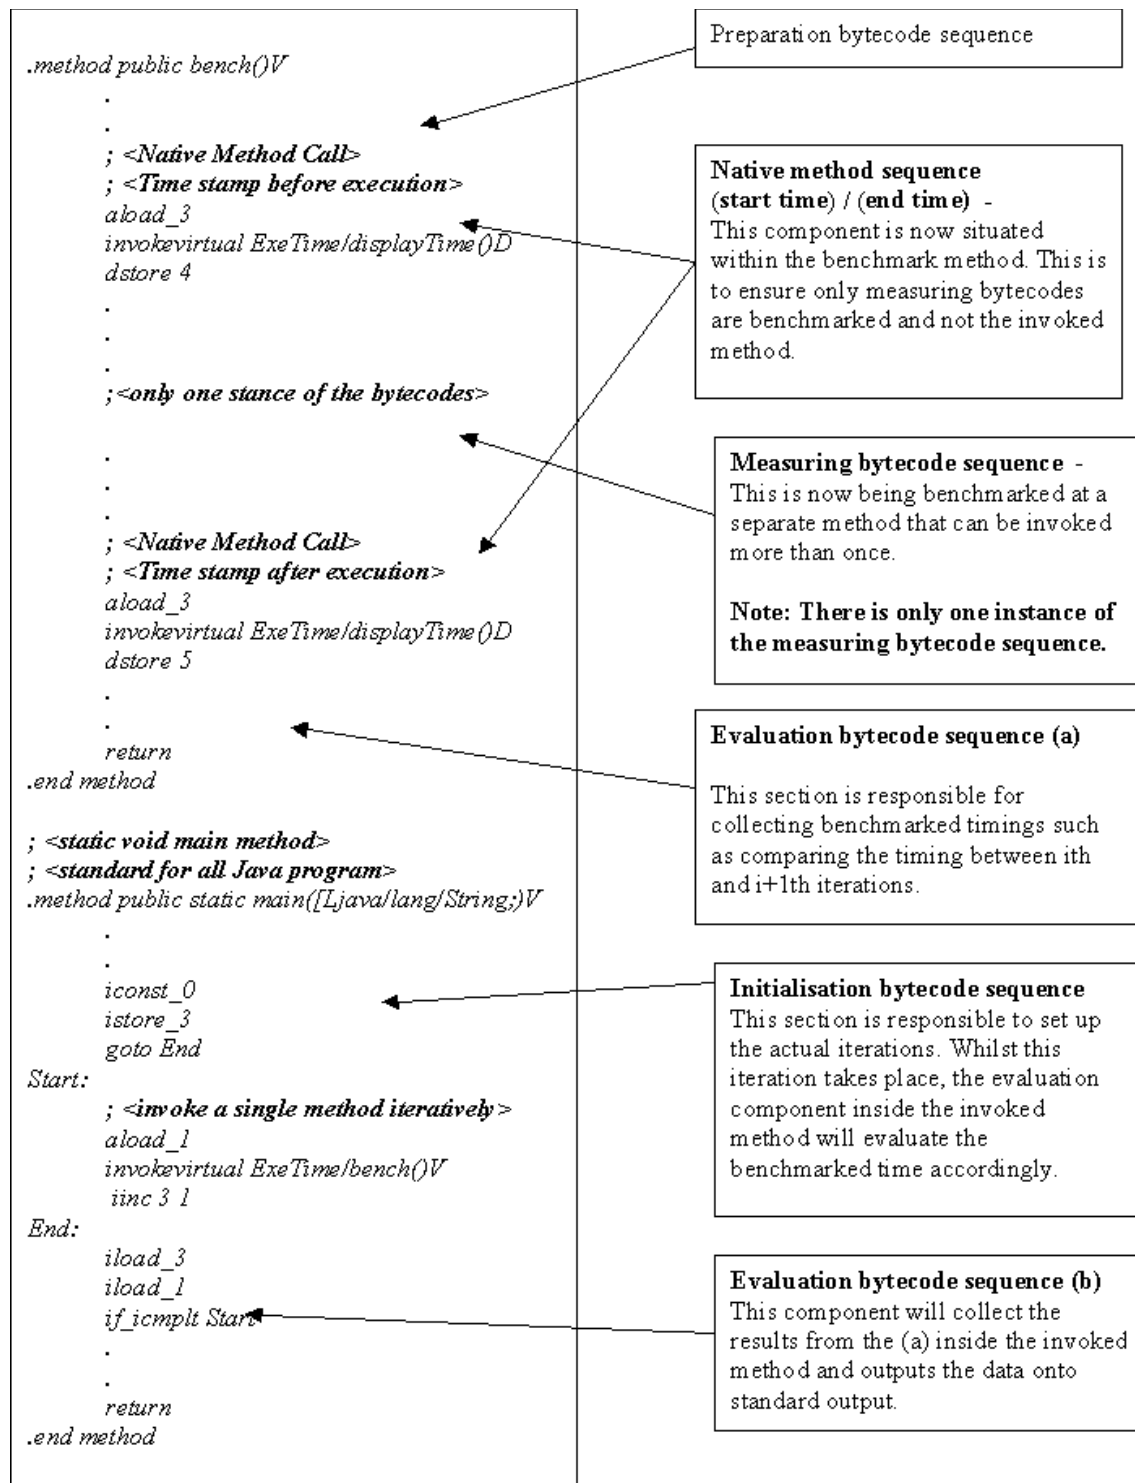 .method public bench()V
.
.
; <Native Method Call>
; <Time stamp before execution>
aload_3
invokevirtual ExeTime/displayTime()D
dstore 4
.
.
.
;<only one stance of the bytecodes>
.
.
.
; <Native Method Call>
; <Time stamp after execution>
aload_3
invokevirtual ExeTime/displayTime()D
dstore 5
.
.
return
.end method
; <static void main method>
; <standard for all Java program>
.method public static main([Ljava/lang/String;)V
.
.
iconst_0
istore_3
goto End
Start:
; <invoke a single method iteratively>
aload_1
invokevirtual ExeTime/bench()V
iinc 3 1
End:
iload_3
iload_1
if_icmplt Start
.
.
return
.end method
Preparation bytecode sequence
Native method sequence
(start time) / (end time) -
This component is now situated
within the benchmark method. This is
to ensure only measuring bytecodes
are benchmarked and not the invoked
method.
Measuring bytecode sequence -
This is now being benchmarked at a
separate method that can be invoked
more than once.
Note: There is only one instance of
the measuring bytecode sequence.
Evaluation bytecode sequence (a)
This section is responsible for
collecting benchmarked timings such
as comparing the timing between ith
and i+1th iterations.
Initialisation bytecode sequence
This section is responsible to set up
the actual iterations. Whilst this
iteration takes place, the evaluation
component inside the invoked
method will evaluate the
benchmarked time accordingly.
Evaluation bytecode sequence (b)
This component will collect the
results from the (a) inside the invoked
method and outputs the data onto
standard output.